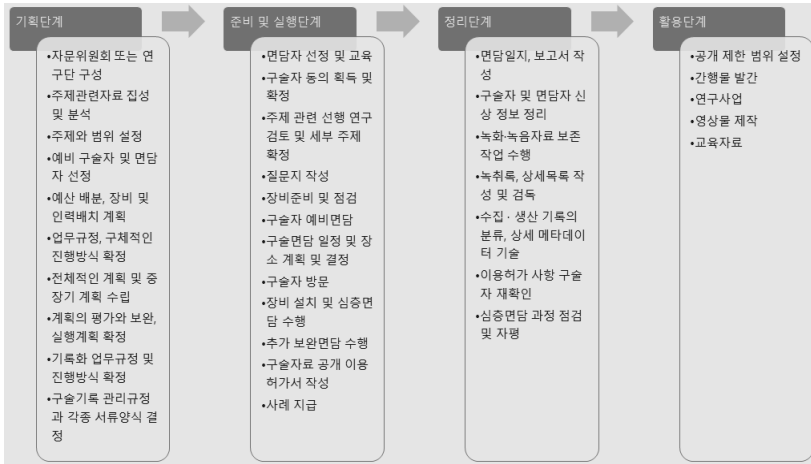 기획단계
•자문위원회 또는 연
구단 구성
•주제관련자료 집성
및 분석
•주제와 범위 설정
•예비 구술자 및 면담
자 선정
•예산 배분, 장비 및
인력배치 계획
•업무규정, 구체적인
진행방식 확정
•전체적인 계획 및 중
장기 계획 수립
•계획의 평가와 보완,
실행계획 확정
•기록화 업무규정 및
진행방식 확정
•구술기록 관리규정
과 각종 서류양식 결
정
준비 및 실행단계
•면담자 선정 및 교육
•구술자 동의 획득 및
확정
•주제 관련 선행 연구
검토 및 세부 주제
확정
•질문지 작성
•장비준비 및 점검
•구술자 예비면담
•구술면담 일정 및 장
소 계획 및 결정
•구술자 방문
•장비 설치 및 심층면
담 수행
•추가 보완면담 수행
•구술자료 공개 이용
허가서 작성
•사례 지급
정리단계
•면담일지, 보고서 작
성
•구술자 및 면담자 신
상 정보 정리
•녹화·녹음자료 보존
작업 수행
•녹취록, 상세목록 작
성 및 검독
•수집 · 생산 기록의
분류, 상세 메타데이
터 기술
•이용허가 사항 구술
자 재확인
•심층면담 과정 점검
및 자평
활용단계
•공개 제한 범위 설정
•간행물 발간
•연구사업
•영상물 제작
•교육자료